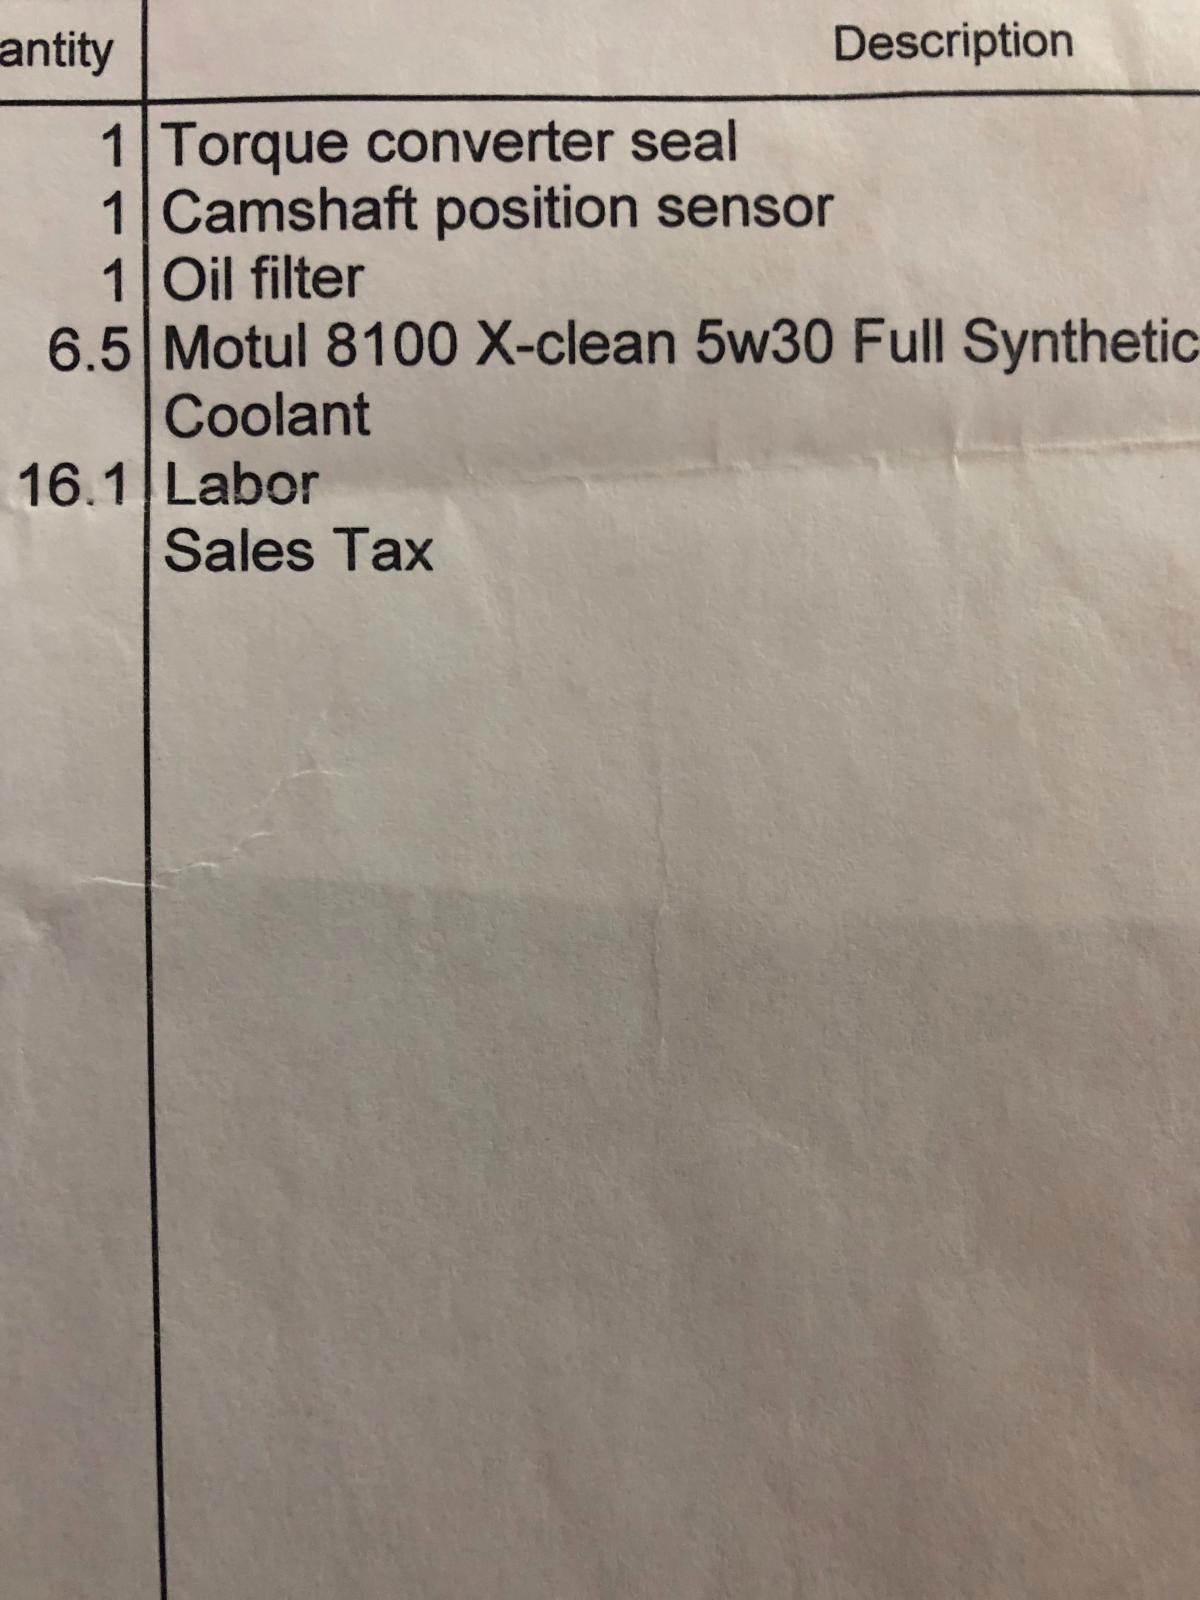 antity Description
1 Torque converter seal
1 Camshaft position sensor
1 Oil filter
6.5 Motul 8100 X-clean 5w30 Full Synthetic
Coolant
16.1 Labor
Sales Tax